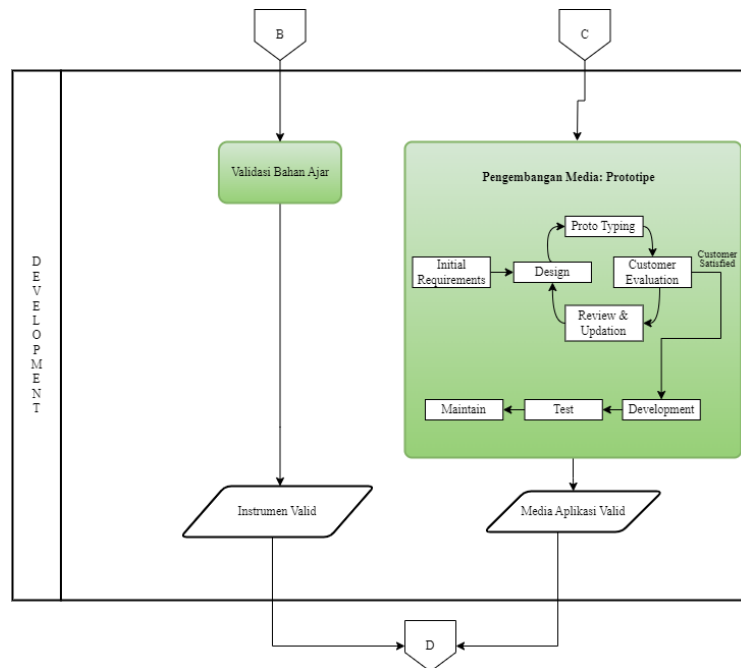 B
C
DEVELOPMENT
Validasi Bahan Ajar
Pengembangan Media: Prototipe
Proto Typing
Initial
Requirements
Design
Customer
Evaluation
Customer
Satisfied
Review &
Updation
Maintain
Test
Development
Instrumen Valid
Media Aplikasi Valid
D